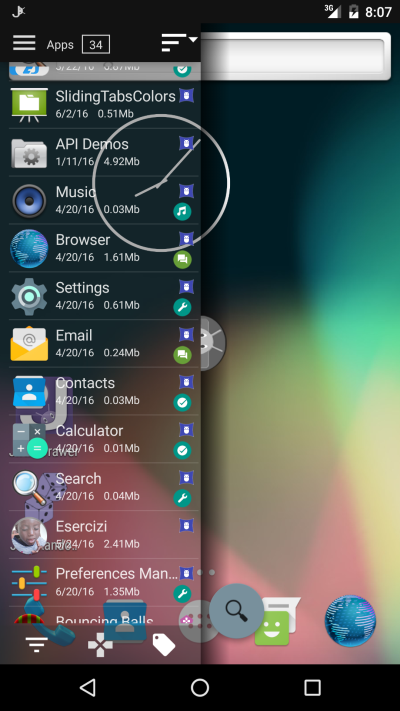 3G
8:07
Apps 34
5/22/16 3.87Mb
SlidingTabsColors
6/2/16 0.51Mb
API Demos
1/11/16 4.92Mb
Music
4/20/16 0.03Mb
Browser
4/20/16 1.61Mb
Settings
4/20/16 0.61Mb
Email
4/20/16 0.24Mb
Contacts
4/20/16 0.03Mb
Calculator
4/20/16 0.01Mb
Search
4/20/16 0.04Mb
Esercizi
5/24/16 2.41Mb
Preferences Man...
6/20/16 1.35Mb
Bouncing Balls